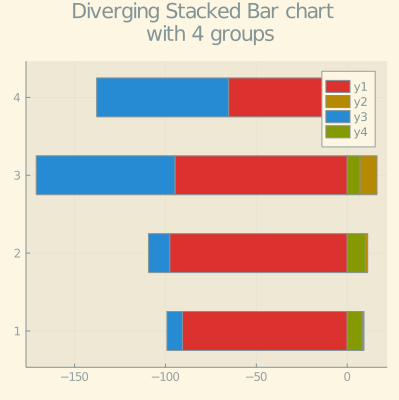 Diverging Stacked Bar chart
with 4 groups
4
3
2
1
−150
−100
−50
0
y1
y2
y3
y4